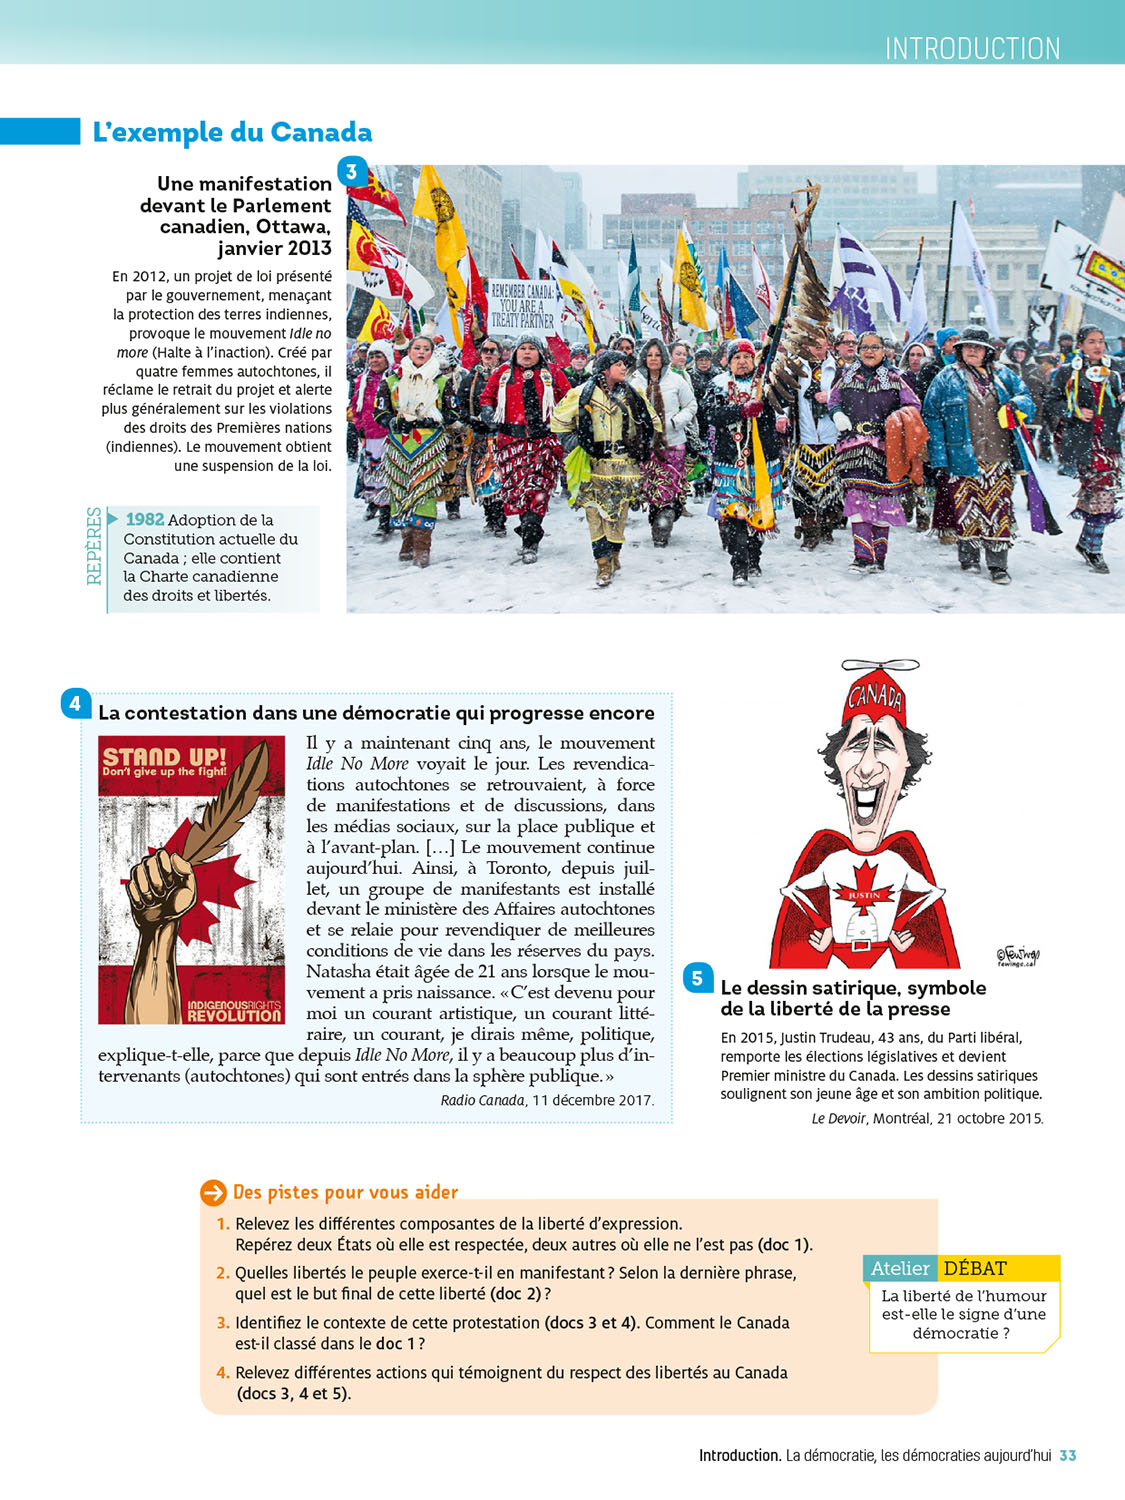 INTRODUCTION
L'exemple du Canada
3
Une manifestation
devant le Parlement
canadien, Ottawa,
janvier 2013
En 2012, un projet de loi présenté
par le gouvernement, menaçant
la protection des terres indiennes,
provoque le mouvement Idle no
more (Halte à l'inaction). Créé par
quatre femmes autochtones, il
réclame le retrait du projet et alerte
plus généralement sur les violations
des droits des Premières nations
(indiennes). Le mouvement obtient
une suspension de la loi.
REMEMBER CANADA:
YOU ARE A
TREATY PARTNER
REPÈRES
1982 Adoption de la
Constitution actuelle du
Canada ; elle contient
la Charte canadienne
des droits et libertés.
4
La contestation dans une démocratie qui progresse encore
STAND UP!
Don't give up the fight!
INDIGENOUSRIGHTS
REVOLUTION
Il y a maintenant cinq ans, le mouvement
Idle No More voyait le jour. Les revendica-
tions autochtones se retrouvaient, à force
de manifestations et de discussions, dans
les médias sociaux, sur la place publique et
à l'avant-plan. […] Le mouvement continue
aujourd'hui. Ainsi, à Toronto, depuis juil-
let, un groupe de manifestants est installé
devant le ministère des Affaires autochtones
et se relaie pour revendiquer de meilleures
conditions de vie dans les réserves du pays.
Natasha était âgée de 21 ans lorsque le mou-
vement a pris naissance. « C'est devenu pour
moi un courant artistique, un courant litté-
raire, un courant, je dirais même, politique,
explique-t-elle, parce que depuis Idle No More, il y a beaucoup plus d'in-
tervenants (autochtones) qui sont entrés dans la sphère publique. »
Radio Canada, 11 décembre 2017.
CANADA
JUSTIN
©Fewings
fewings.ca
5
Le dessin satirique, symbole
de la liberté de la presse
En 2015, Justin Trudeau, 43 ans, du Parti libéral,
remporte les élections législatives et devient
Premier ministre du Canada. Les dessins satiriques
soulignent son jeune âge et son ambition politique.
Le Devoir, Montréal, 21 octobre 2015.
Des pistes pour vous aider
1. Relevez les différentes composantes de la liberté d'expression.
Repérez deux États où elle est respectée, deux autres où elle ne l'est pas (doc 1).
2. Quelles libertés le peuple exerce-t-il en manifestant ? Selon la dernière phrase,
quel est le but final de cette liberté (doc 2) ?
3. Identifiez le contexte de cette protestation (docs 3 et 4). Comment le Canada
est-il classé dans le doc 1 ?
4. Relevez différentes actions qui témoignent du respect des libertés au Canada
(docs 3, 4 et 5).
Atelier DÉBAT
La liberté de l'humour
est-elle le signe d'une
démocratie ?
Introduction. La démocratie, les démocraties aujourd'hui 33